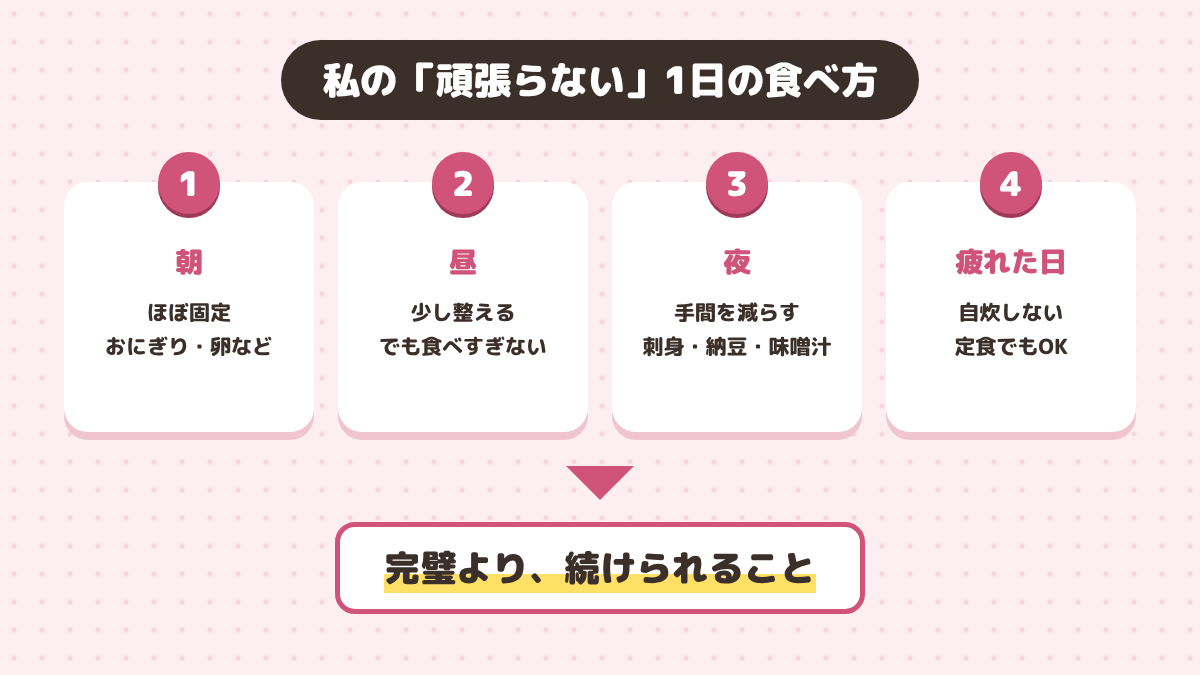 私の「頑張らない」1日の食べ方
1
朝
ほぼ固定
おにぎり・卵など
2
昼
少し整える
でも食べすぎない
3
夜
手間を減らす
刺身・納豆・味噌汁
4
疲れた日
自炊しない
定食でもOK
完璧より、続けられること